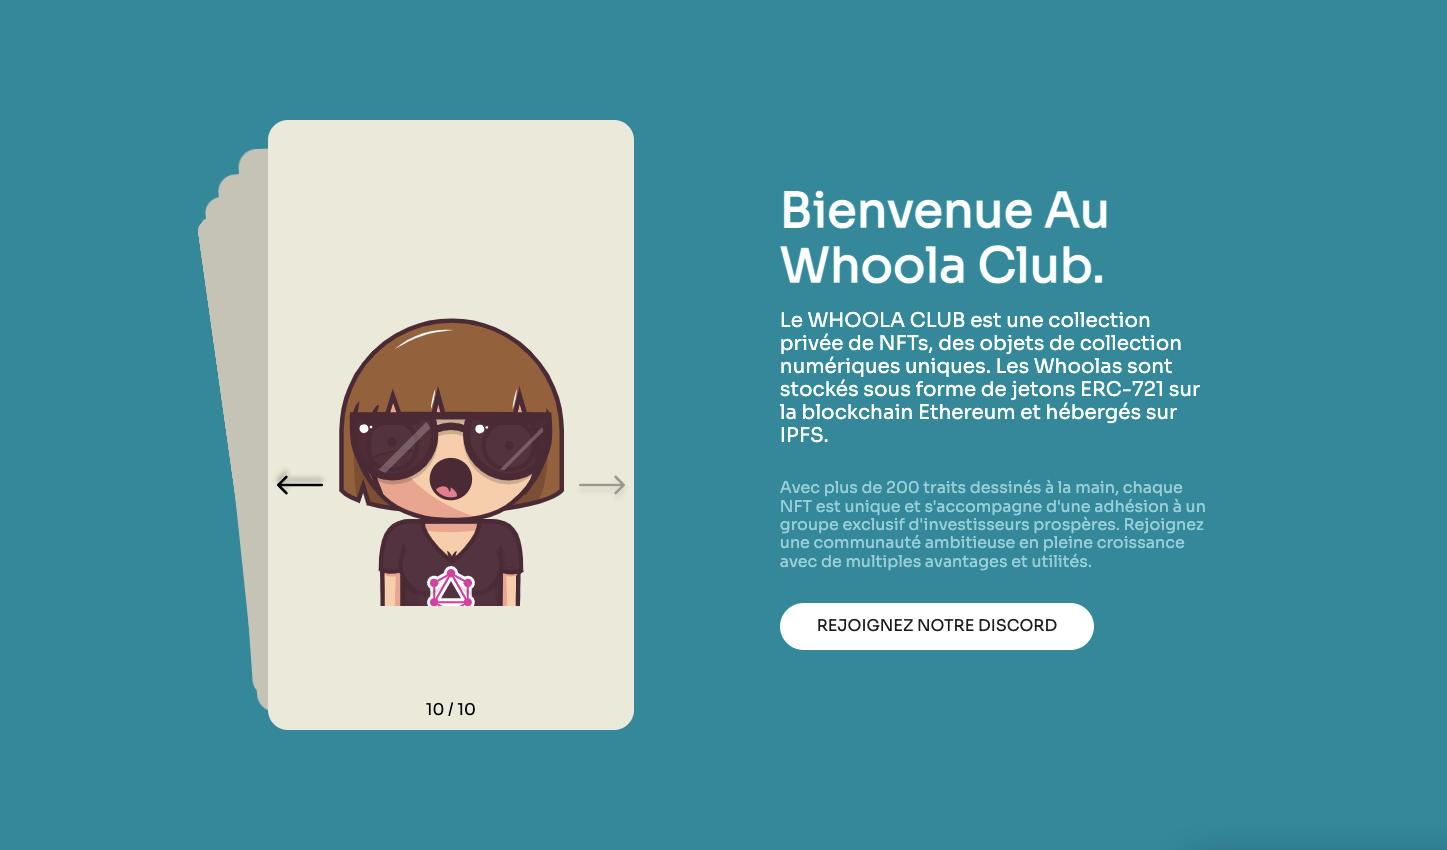 Bienvenue Au
Whoola Club.
Le WHOOLA CLUB est une collection
privée de NFTs, des objets de collection
numériques uniques. Les Whoolas sont
stockés sous forme de jetons ERC-721 sur
la blockchain Ethereum et hébergés sur
IPFS.
Avec plus de 200 traits dessinés à la main, chaque
NFT est unique et s'accompagne d'une adhésion à un
groupe exclusif d'investisseurs prospères. Rejoignez
une communauté ambitieuse en pleine croissance
avec de multiples avantages et utilités.
REJOIGNEZ NOTRE DISCORD
10 / 10